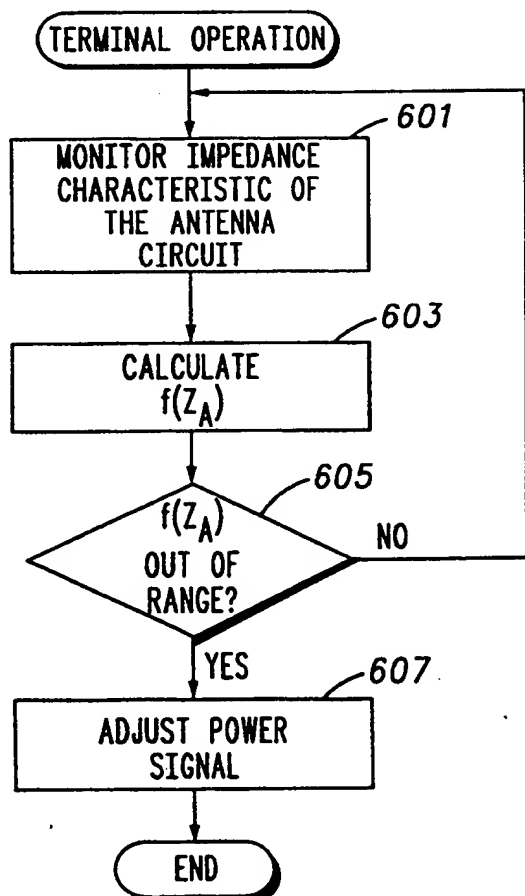 TERMINAL OPERATION
601
MONITOR IMPEDANCE
CHARACTERISTIC OF
THE ANTENNA
CIRCUIT
603
CALCULATE
f(Z_A)
605
f(Z_A)
OUT OF
RANGE?
NO
YES
607
ADJUST POWER
SIGNAL
END